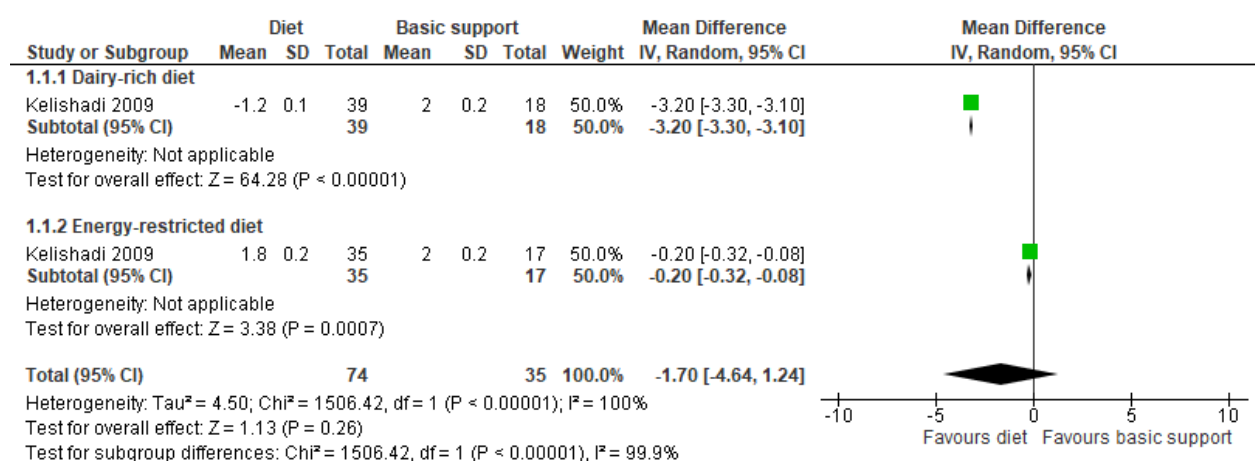 Diet Basic support Mean Difference Mean Difference
Study or Subgroup Mean SD Total Mean SD Total Weight IV, Random, 95% CI IV, Random, 95% CI
1.1.1 Dairy-rich diet
Kelishadi 2009 -1.2 0.1 39 2 0.2 18 50.0% -3.20 [-3.30, -3.10]
Subtotal (95% CI) 39 18 50.0% -3.20 [-3.30, -3.10]
Heterogeneity: Not applicable
Test for overall effect: Z = 64.28 (P < 0.00001)
1.1.2 Energy-restricted diet
Kelishadi 2009 1.8 0.2 35 2 0.2 17 50.0% -0.20 [-0.32, -0.08]
Subtotal (95% CI) 35 17 50.0% -0.20 [-0.32, -0.08]
Heterogeneity: Not applicable
Test for overall effect: Z = 3.38 (P = 0.0007)
Total (95% CI) 74 35 100.0% -1.70 [-4.64, 1.24]
Heterogeneity: Tau² = 4.50; Chi² = 1506.42, df = 1 (P < 0.00001); I² = 100%
Test for overall effect: Z = 1.13 (P = 0.26)
Test for subgroup differences: Chi² = 1506.42, df = 1 (P < 0.00001), I² = 99.9%
-10 -5 0 5 10
Favours diet Favours basic support